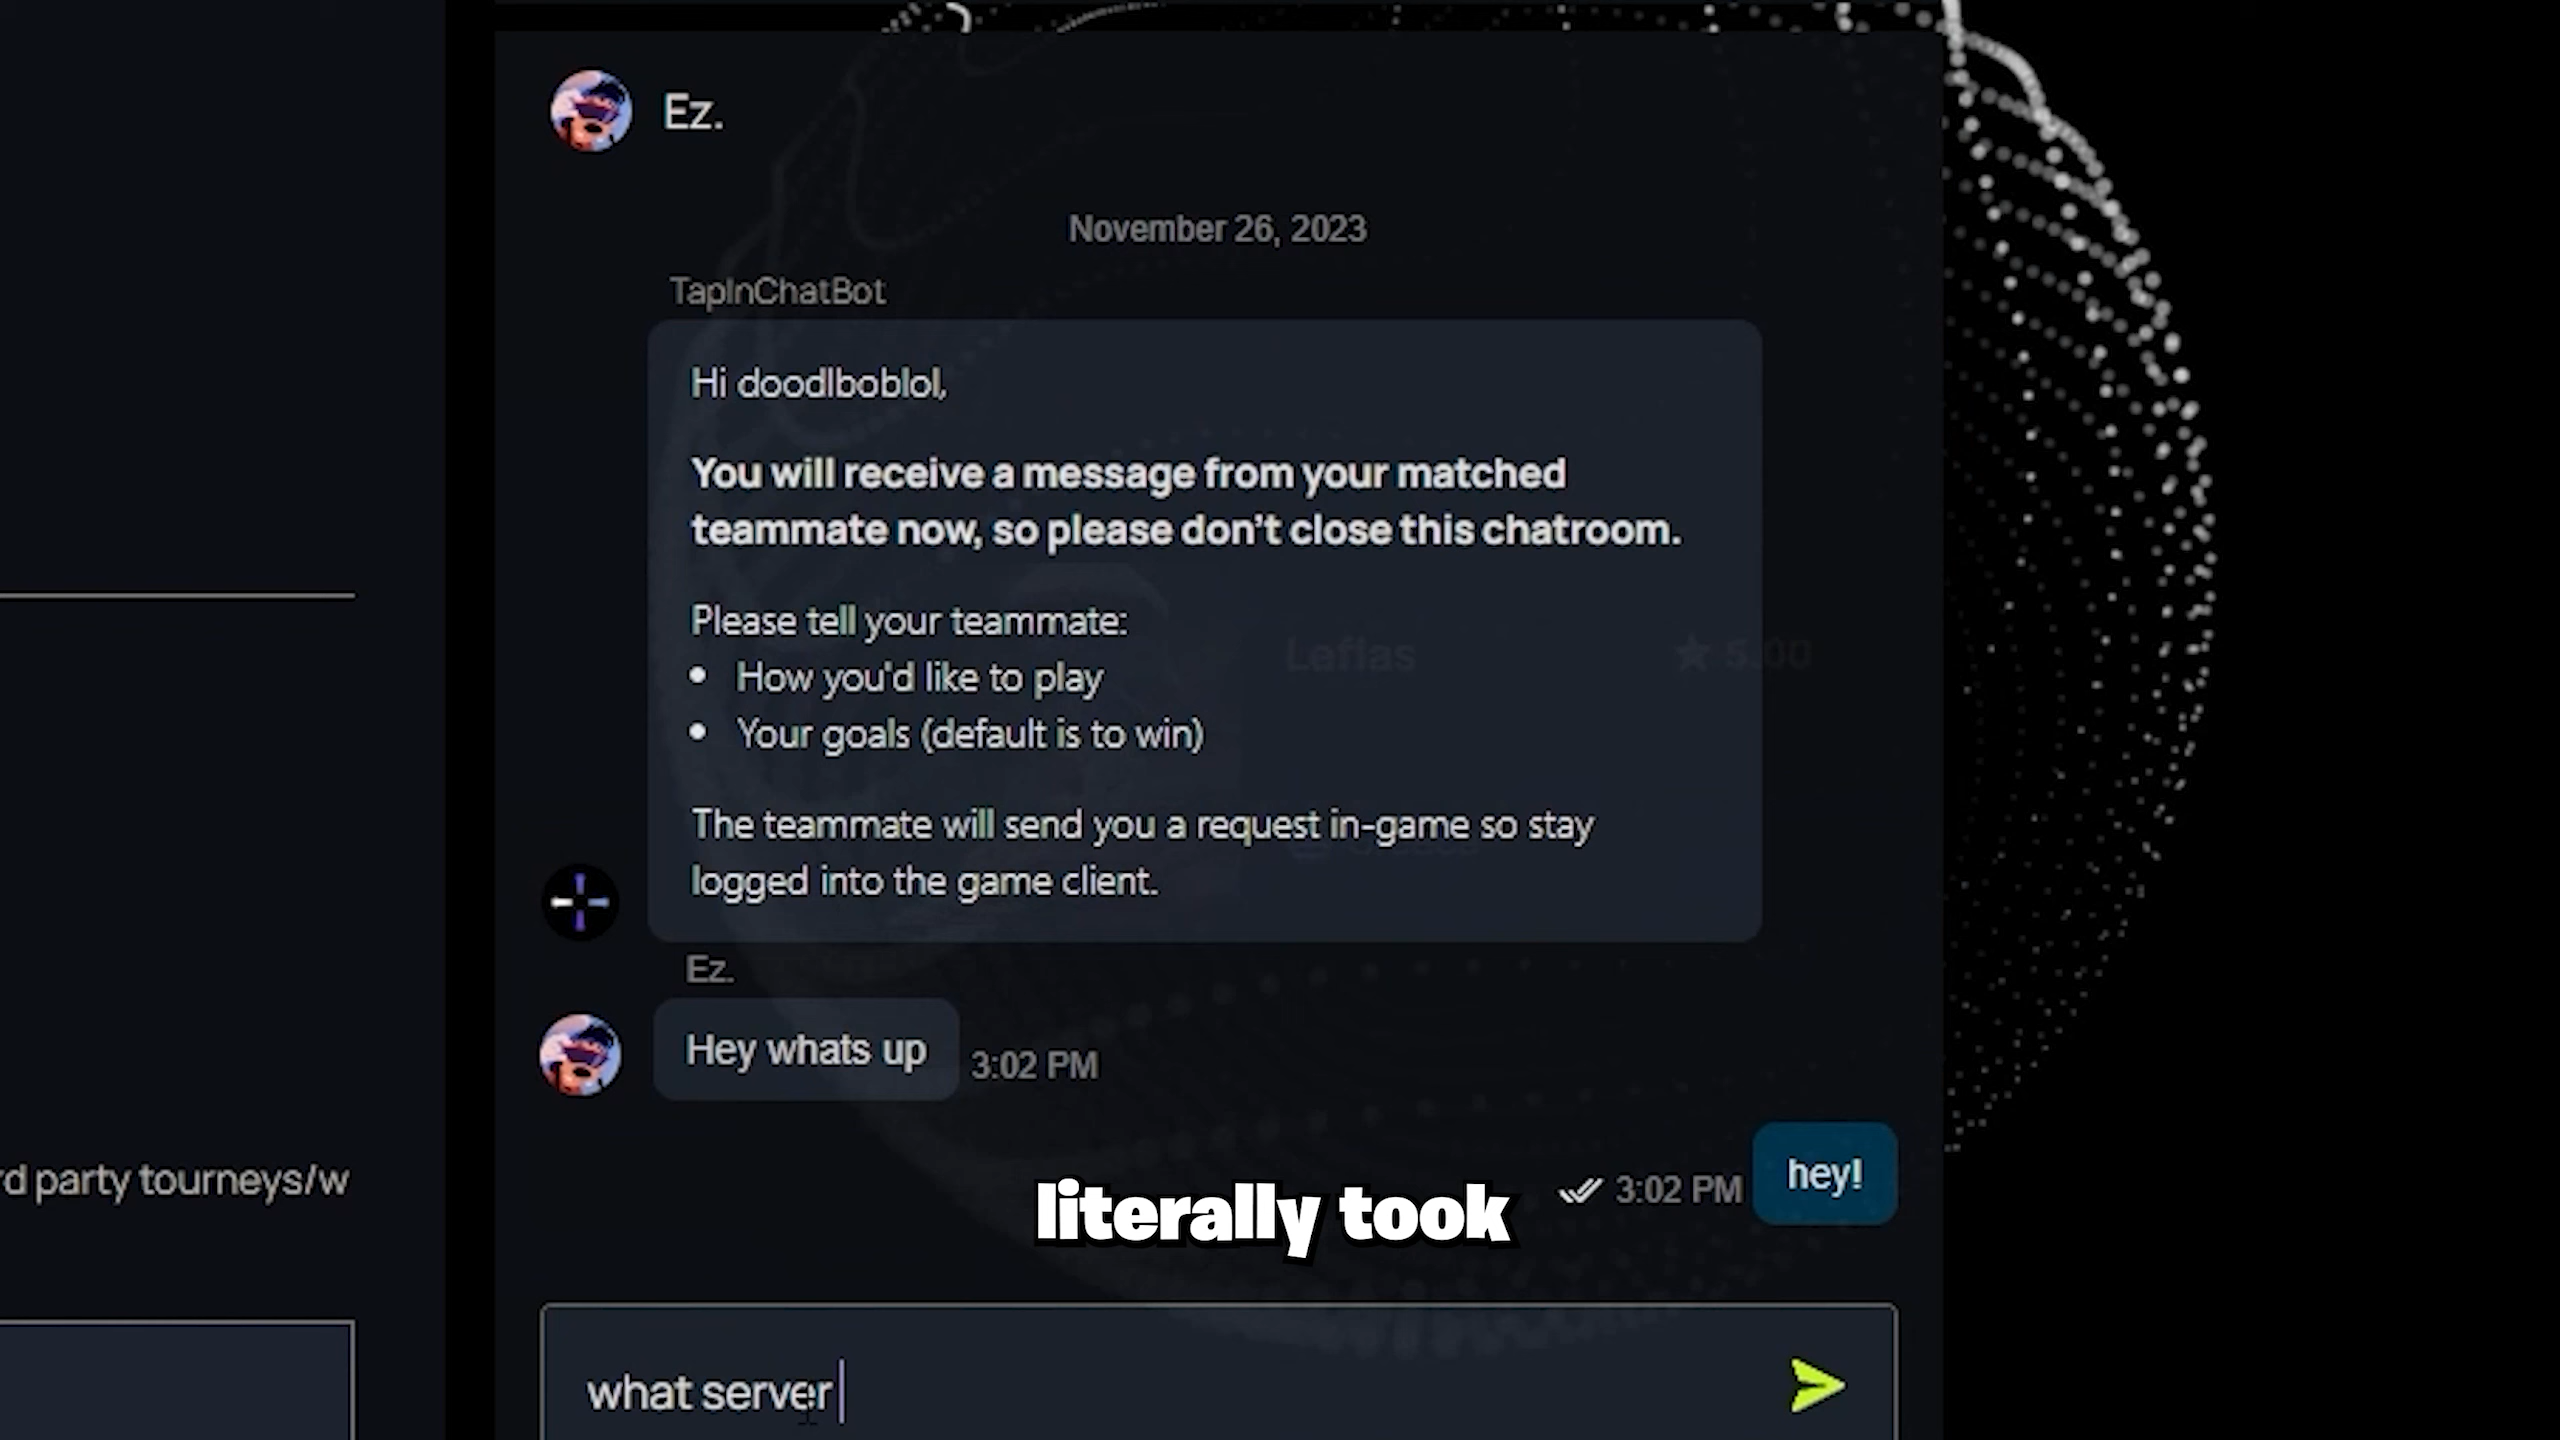 Ez.
November 26, 2023
TapInChatBot
Hi doodlboblol,
You will receive a message from your matched
teammate now, so please don't close this chatroom.
Please tell your teammate:
• How you'd like to play
Leflas ★ 5.00
• Your goals (default is to win)
The teammate will send you a request in-game so stay
logged into the game client.
Ez.
Hey whats up 3:02 PM
rd party tourneys/w
3:02 PM hey!
literally took
what server